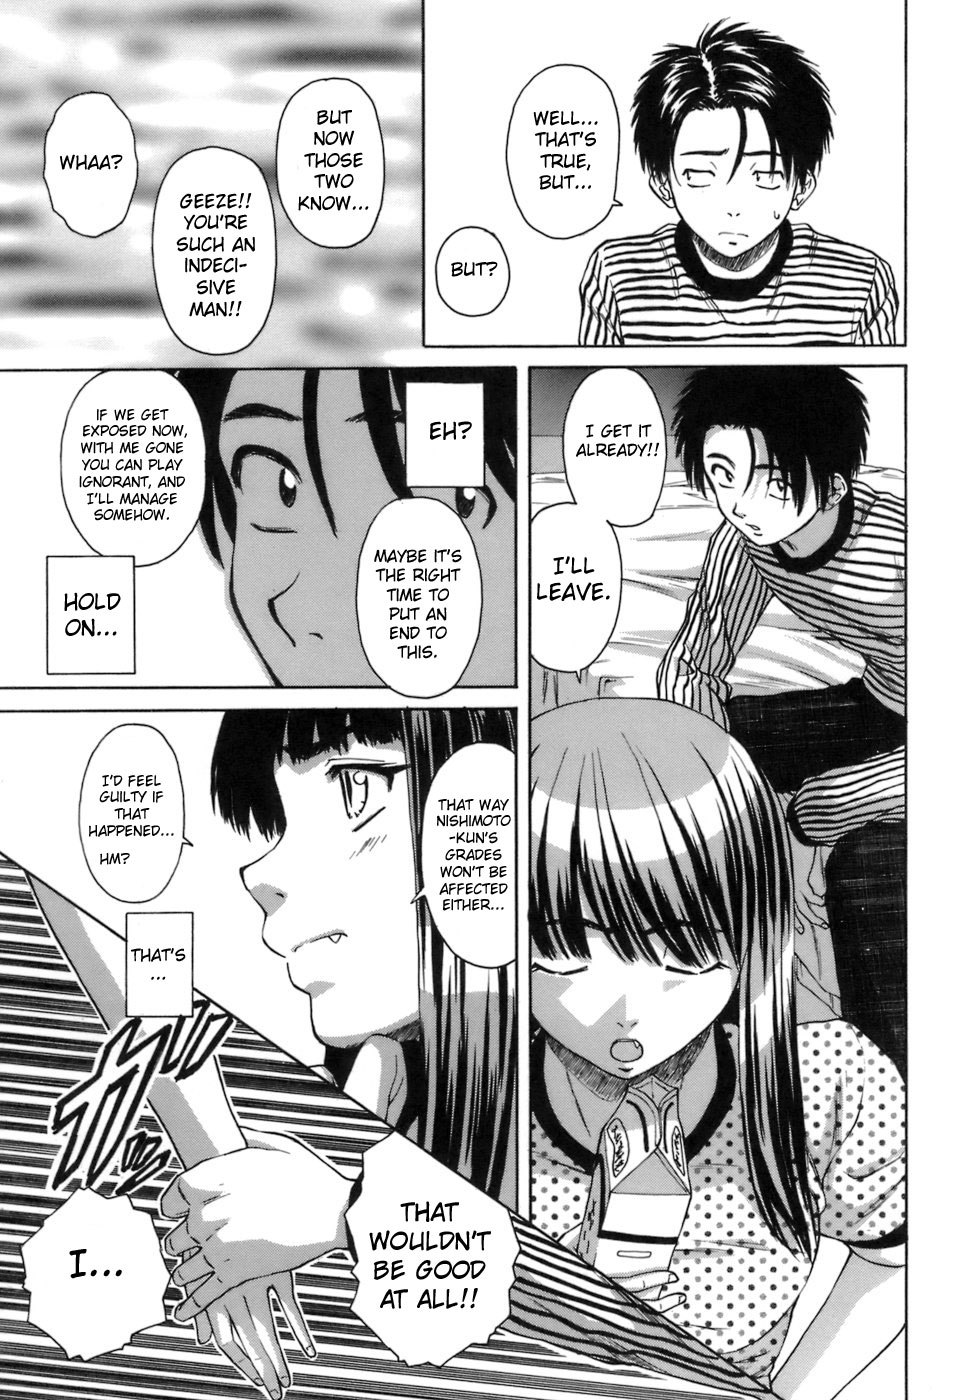 WELL...
THAT'S
TRUE,
BUT...
BUT?
BUT
NOW
THOSE
TWO
KNOW...
GEEZE!!
YOU'RE
SUCH AN
INDECI-
SIVE
MAN!!
WHAA?
I GET IT
ALREADY!!
I'LL
LEAVE.
EH?
MAYBE IT'S
THE RIGHT
TIME TO
PUT AN
END TO
THIS.
IF WE GET
EXPOSED NOW,
WITH ME GONE
YOU CAN PLAY
IGNORANT, AND
I'LL MANAGE
SOMEHOW.
HOLD
ON...
THAT WAY
NISHIMOTO
-KUN'S
GRADES
WON'T BE
AFFECTED
EITHER...
I'D FEEL
GUILTY IF
THAT
HAPPENED...
HM?
THAT'S
...
THAT
WOULDN'T
BE GOOD
AT ALL!!
I...